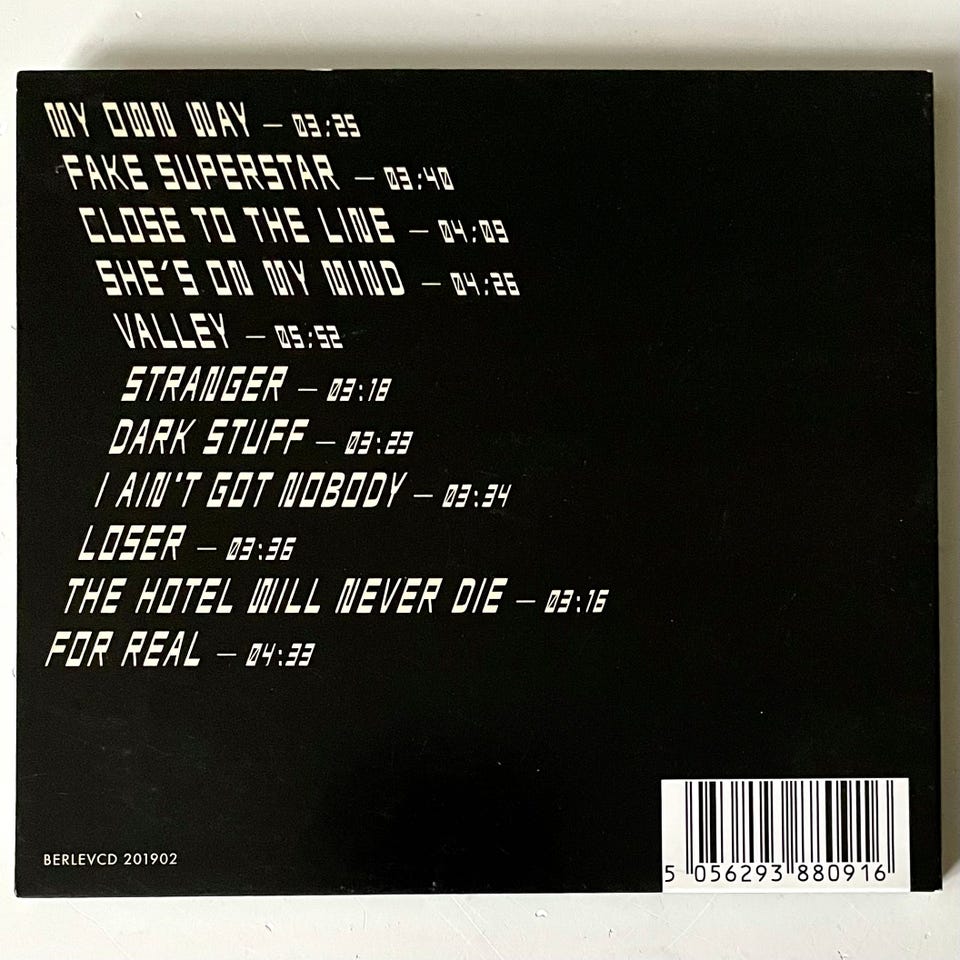 MY OWN WAY — 03:25
FAKE SUPERSTAR — 03:40
CLOSE TO THE LINE — 04:09
SHE'S ON MY MIND — 04:26
VALLEY — 05:52
STRANGER — 03:18
DARK STUFF — 03:23
I AIN'T GOT NOBODY — 03:34
LOSER — 03:36
THE HOTEL WILL NEVER DIE — 03:16
FOR REAL — 04:33
BERLEVCD 201902
5 056293 880916